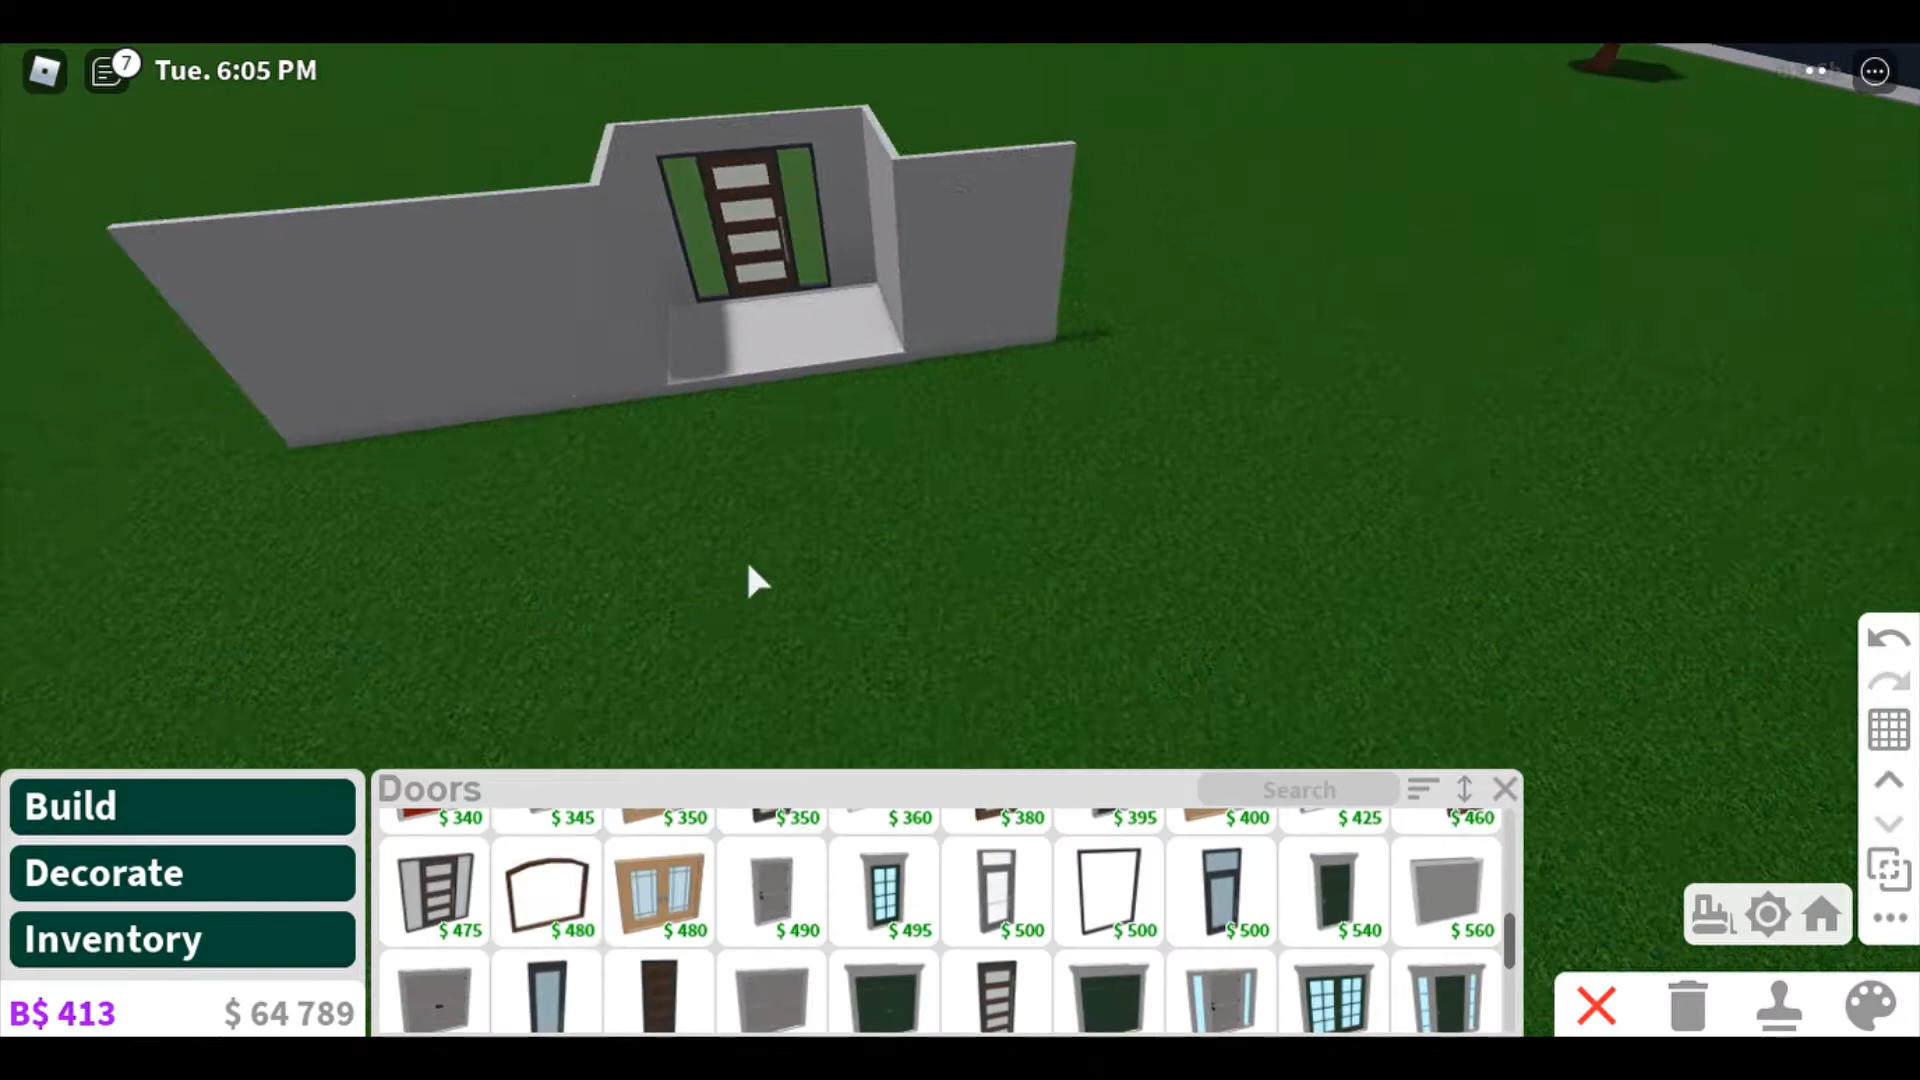 7
Tue. 6:05 PM
Build
Decorate
Inventory
B$ 413
$ 64 789
Doors
Search
$ 340
$ 345
$ 350
$ 350
$ 360
$ 380
$ 395
$ 400
$ 425
$ 460
$ 475
$ 480
$ 480
$ 490
$ 495
$ 500
$ 500
$ 500
$ 540
$ 560